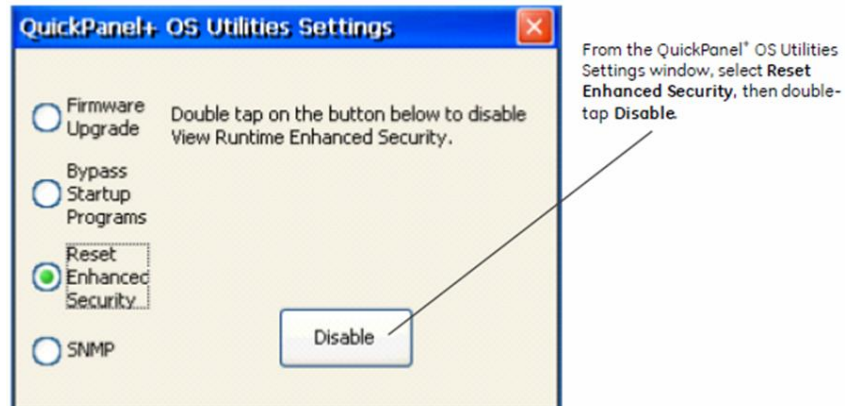 QuickPanel+ OS Utilities Settings
Firmware
Upgrade
Double tap on the button below to disable
View Runtime Enhanced Security.
Bypass
Startup
Programs
Reset
Enhanced
Security
SNMP
Disable
From the QuickPanel⁺ OS Utilities
Settings window, select Reset
Enhanced Security, then double-
tap Disable.